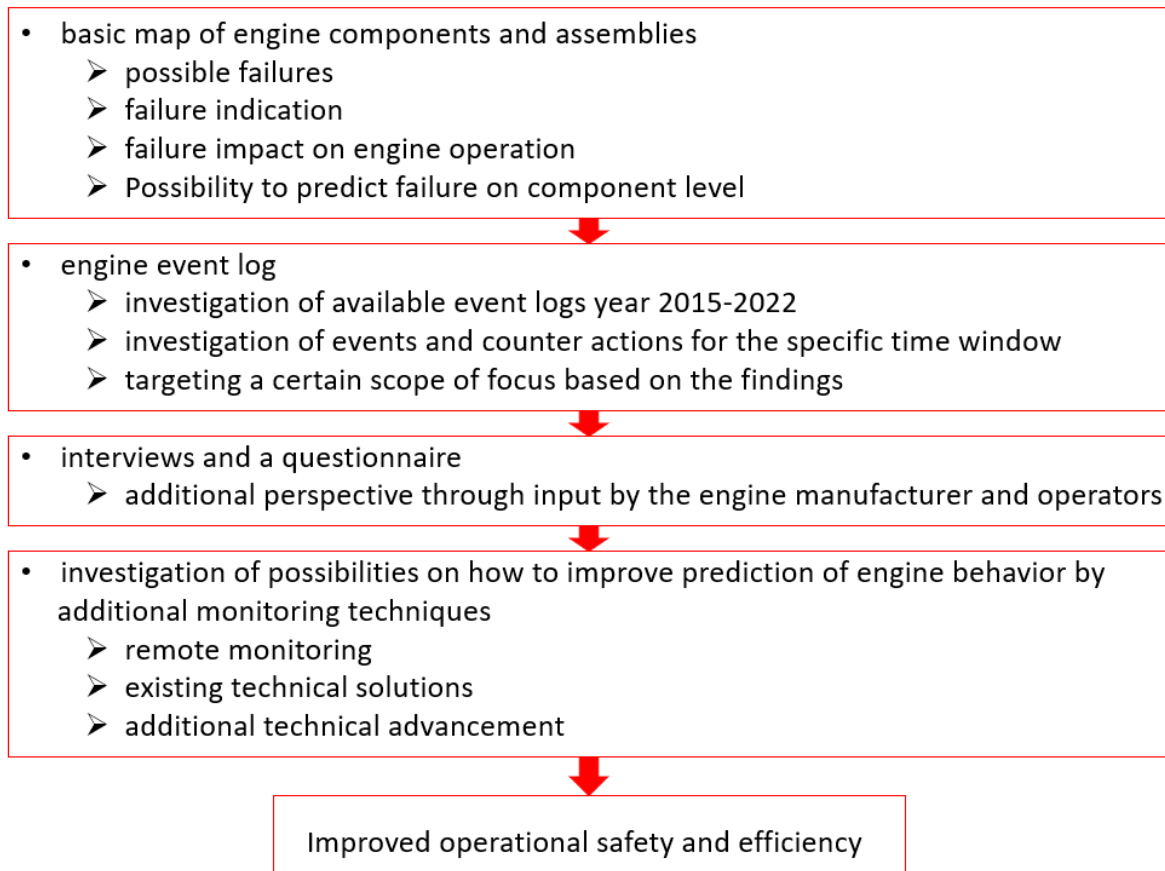 • basic map of engine components and assemblies
➢ possible failures
➢ failure indication
➢ failure impact on engine operation
➢ Possibility to predict failure on component level
• engine event log
➢ investigation of available event logs year 2015-2022
➢ investigation of events and counter actions for the specific time window
➢ targeting a certain scope of focus based on the findings
• interviews and a questionnaire
➢ additional perspective through input by the engine manufacturer and operators
• investigation of possibilities on how to improve prediction of engine behavior by
additional monitoring techniques
➢ remote monitoring
➢ existing technical solutions
➢ additional technical advancement
Improved operational safety and efficiency